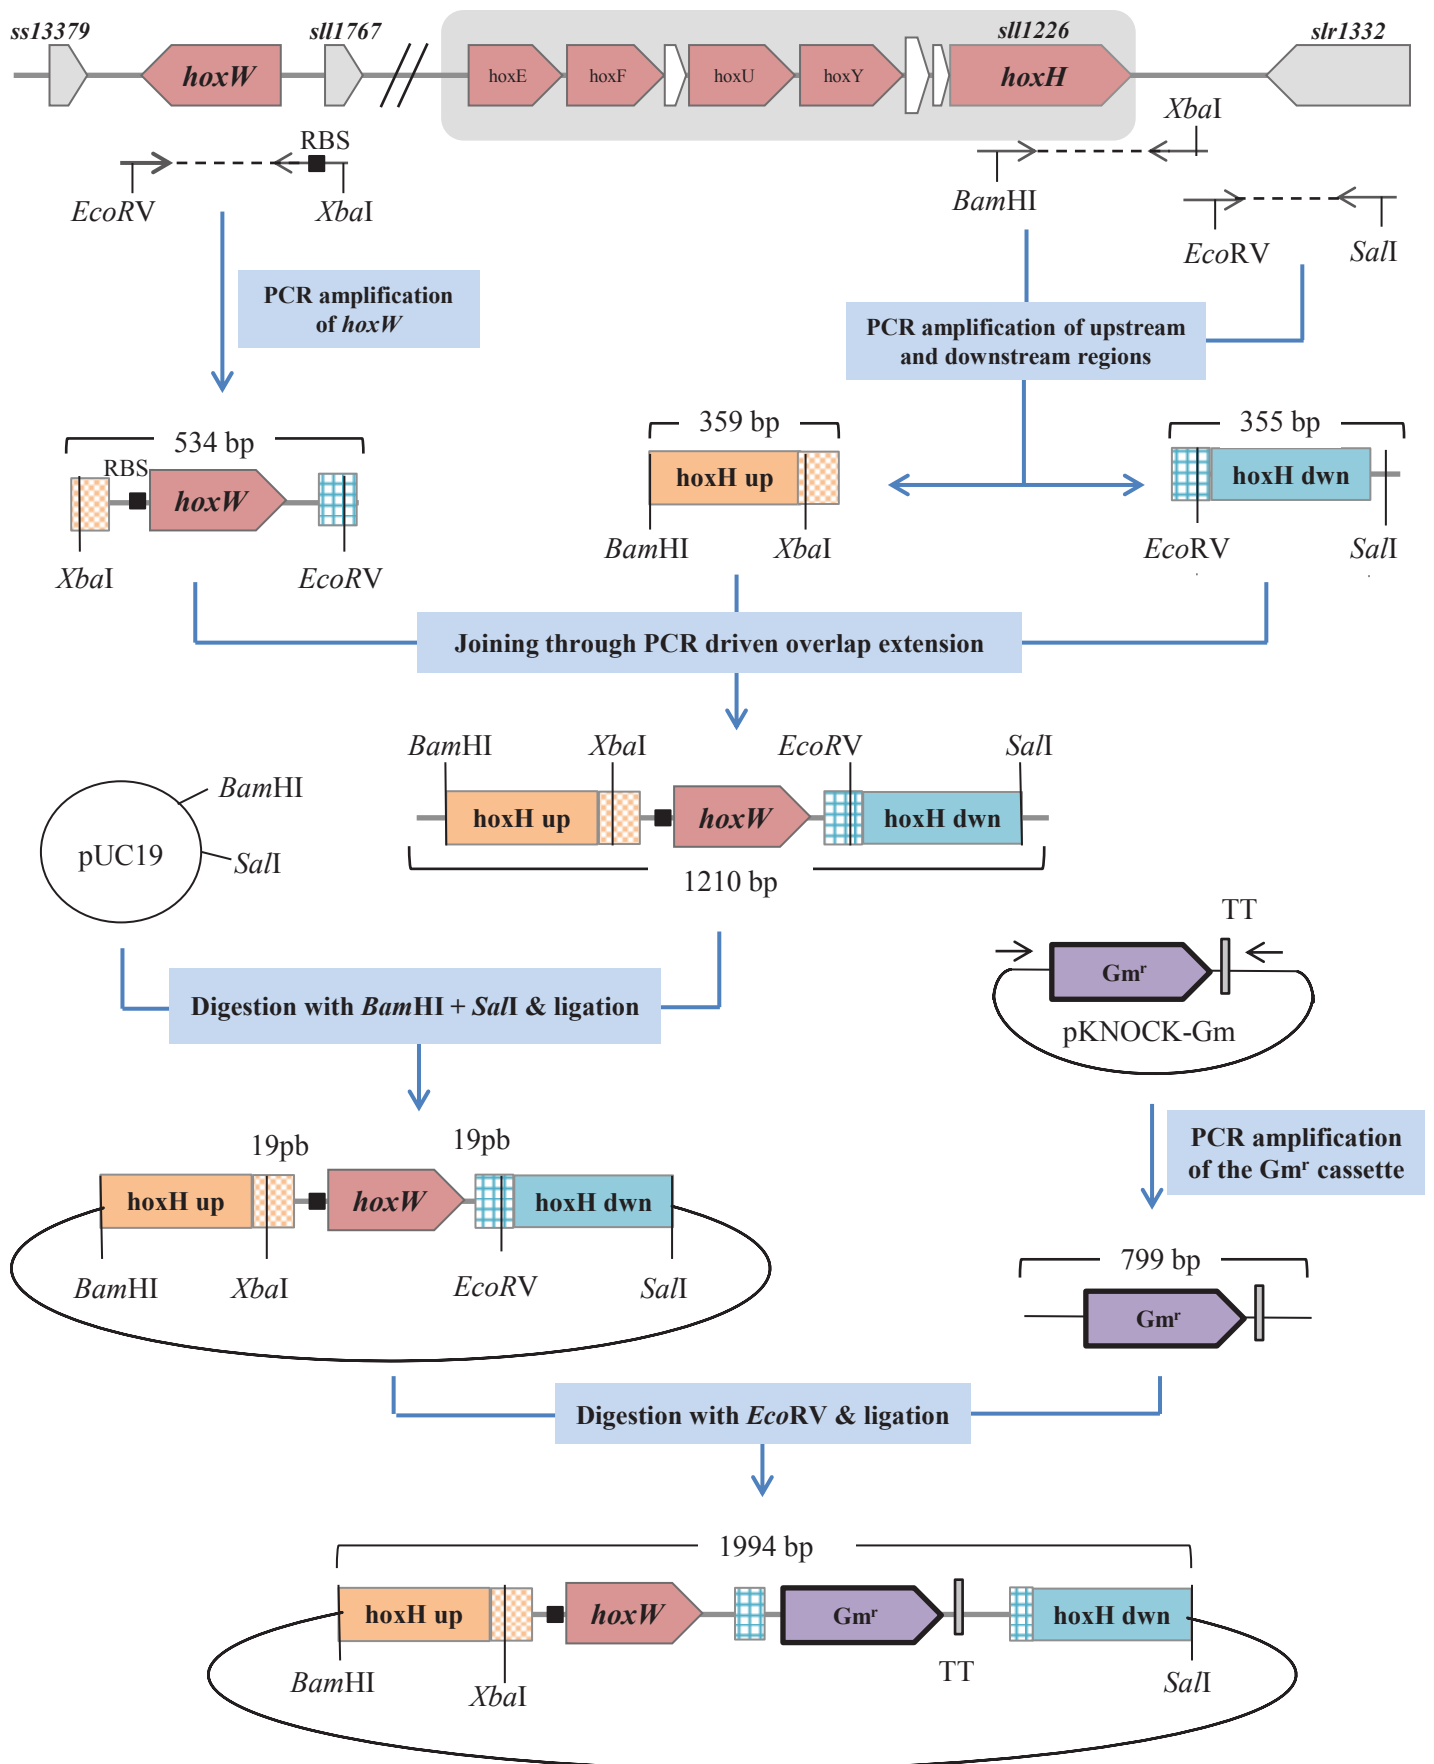 ss13379
sll1767
sll1226
slr1332
hoxW
hoxE
hoxF
hoxU
hoxY
hoxH
XbaI
RBS
EcoRV
XbaI
BamHI
EcoRV
SalI
PCR amplification
of hoxW
PCR amplification of upstream
and downstream regions
534 bp
359 bp
355 bp
RBS
hoxW
hoxH up
hoxH dwn
XbaI
EcoRV
BamHI
XbaI
EcoRV
SalI
Joining through PCR driven overlap extension
BamHI
XbaI
EcoRV
SalI
BamHI
pUC19
SalI
hoxH up
hoxW
hoxH dwn
1210 bp
TT
Gmʳ
pKNOCK-Gm
Digestion with BamHI + SalI & ligation
PCR amplification
of the Gmʳ cassette
19pb
19pb
hoxH up
hoxW
hoxH dwn
BamHI
XbaI
EcoRV
SalI
799 bp
Gmʳ
Digestion with EcoRV & ligation
1994 bp
hoxH up
hoxW
Gmʳ
hoxH dwn
BamHI
XbaI
TT
SalI